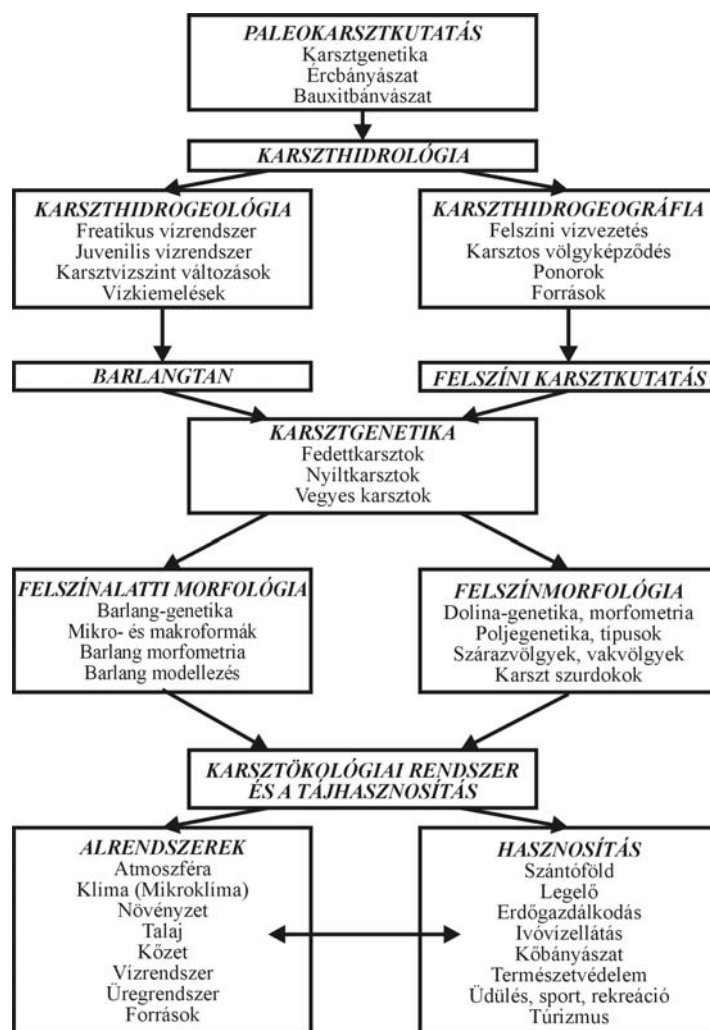 PALEOKARSZTKUTATÁS
Karsztgenetika
Ércbányászat
Bauxitbánvászat
KARSZTHIDROLÓGIA
KARSZTHIDROGEOLÓGIA
Freatikus vízrendszer
Juvenilis vízrendszer
Karsztvízszint változások
Vízkiemelések
KARSZTHIDROGEOGRÁFIA
Felszíni vízvezetés
Karsztos völgyképződés
Ponorok
Források
BARLANGTAN
FELSZÍNI KARSZTKUTATÁS
KARSZTGENETIKA
Fedettkarsztok
Nyíltkarsztok
Vegyes karsztok
FELSZÍNALATTI MORFOLÓGIA
Barlang-genetika
Mikro- és makroformák
Barlang morfometria
Barlang modellezés
FELSZÍNMORFOLÓGIA
Dolina-genetika, morfometria
Poljegenetika, típusok
Szárazvölgyek, vakvölgyek
Karszt szurdokok
KARSZTÖKOLÓGIAI RENDSZER
ÉS A TÁJHASZNOSÍTÁS
ALRENDSZEREK
Atmoszféra
Klíma (Mikroklíma)
Növényzet
Talaj
Kőzet
Vízrendszer
Üregrendszer
Források
HASZNOSÍTÁS
Szántóföld
Legelő
Erdőgazdálkodás
Ivóvízellátás
Kőbányászat
Természetvédelem
Üdülés, sport, rekreáció
Túrizmus